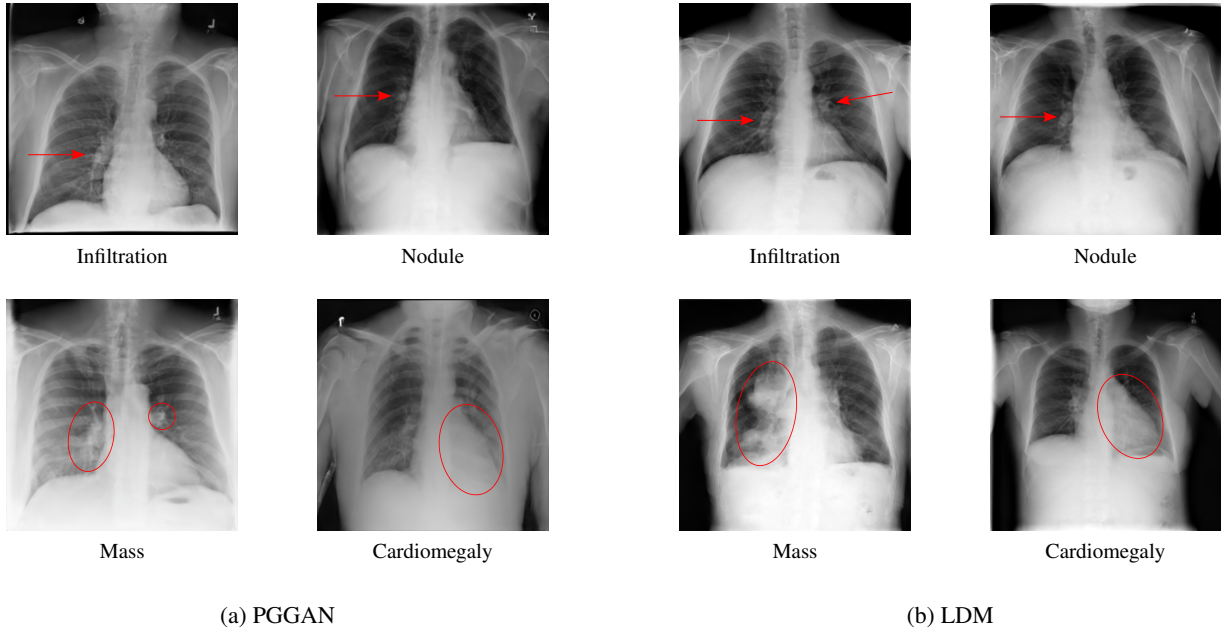 Infiltration
Nodule
Infiltration
Nodule
Mass
Cardiomegaly
Mass
Cardiomegaly
(a) PGGAN
(b) LDM